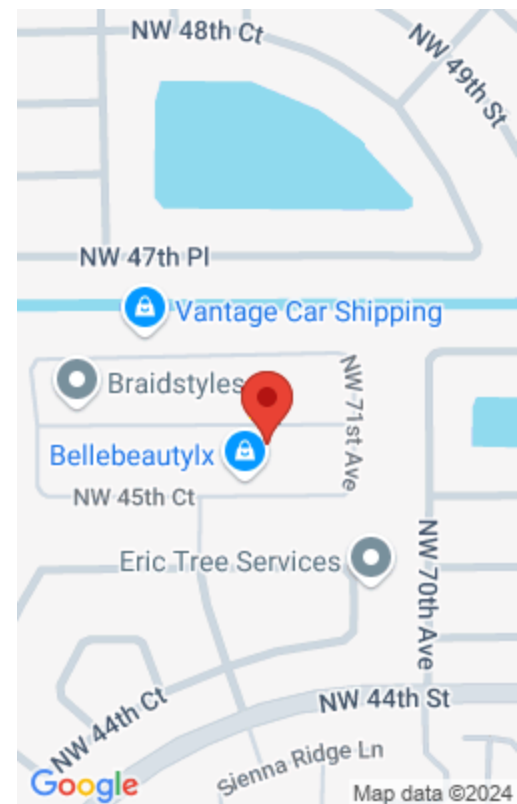 NW 48th Ct
NW 49th St
NW 47th Pl
Vantage Car Shipping
Braidstyles
NW 71st Ave
Bellebeautylx
NW 45th Ct
Eric Tree Services
NW 70th Ave
NW 44th Ct
NW 44th St
Sienna Ridge Ln
Google
Map data ©2024